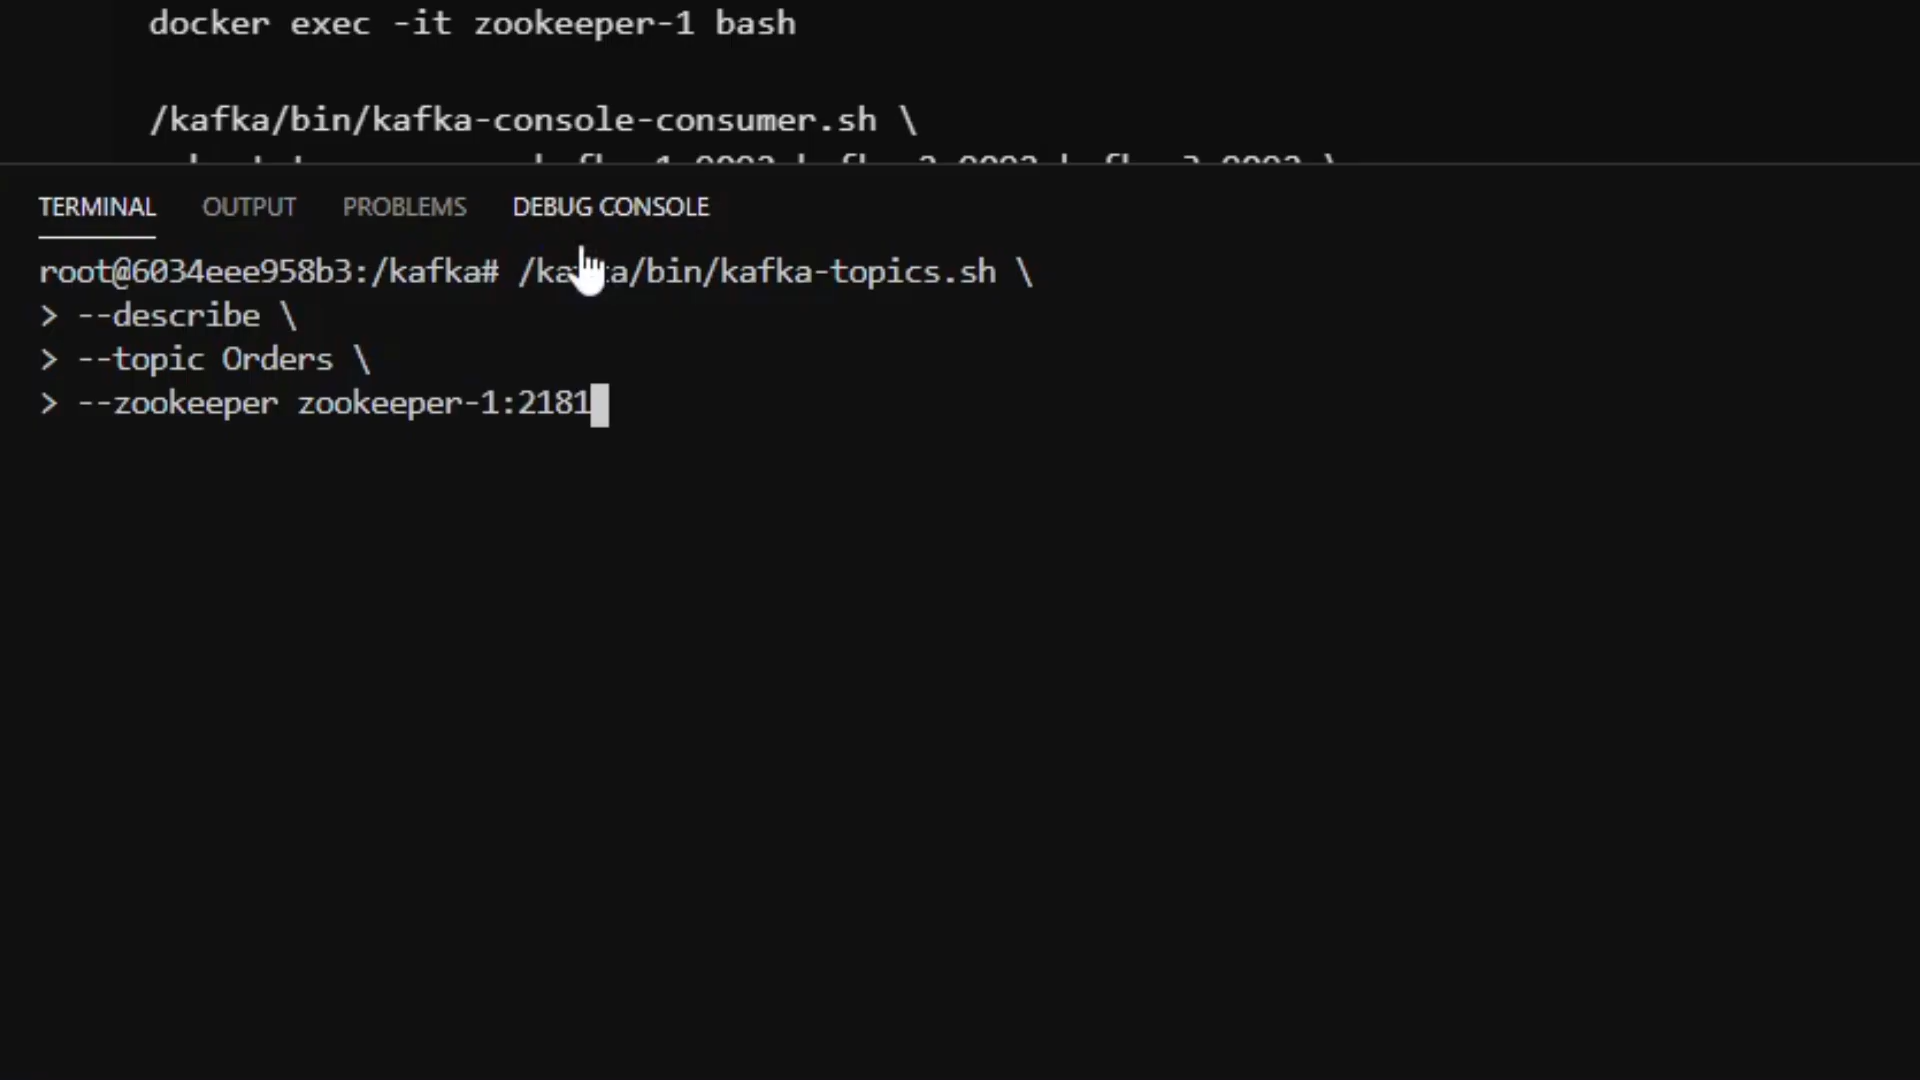 docker exec -it zookeeper-1 bash
/kafka/bin/kafka-console-consumer.sh \
TERMINAL OUTPUT PROBLEMS DEBUG CONSOLE
root@6034eee958b3:/kafka# /kafka/bin/kafka-topics.sh \
> --describe \
> --topic Orders \
> --zookeeper zookeeper-1:2181